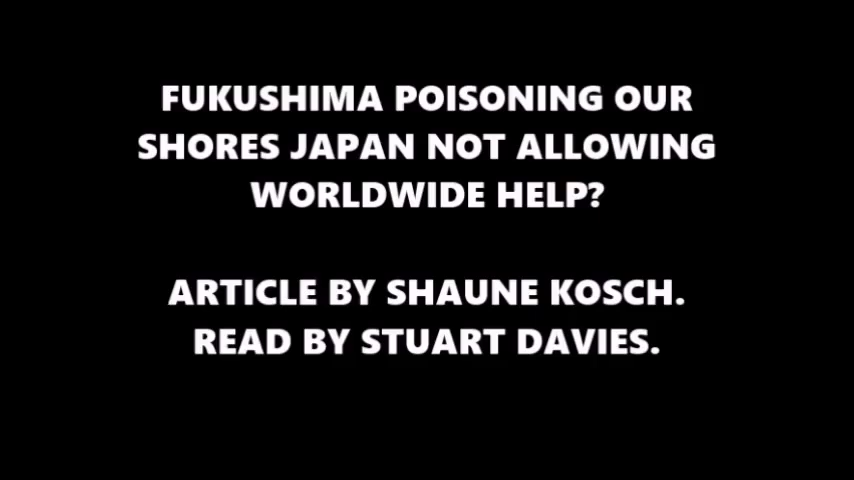 FUKUSHIMA POISONING OUR
SHORES JAPAN NOT ALLOWING
WORLDWIDE HELP?
ARTICLE BY SHAUNE KOSCH.
READ BY STUART DAVIES.